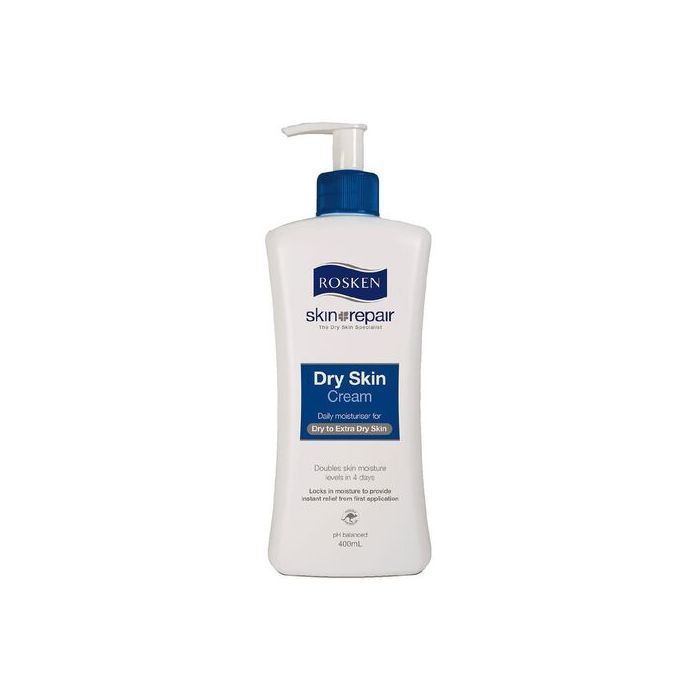 ROSKEN
skin repair
The Dry Skin Specialist
Dry Skin
Cream
Daily moisturiser for
Dry to Extra Dry Skin
Doubles skin moisture
levels in 4 days
Locks in moisture to provide
instant relief from first application
pH balanced
400mL